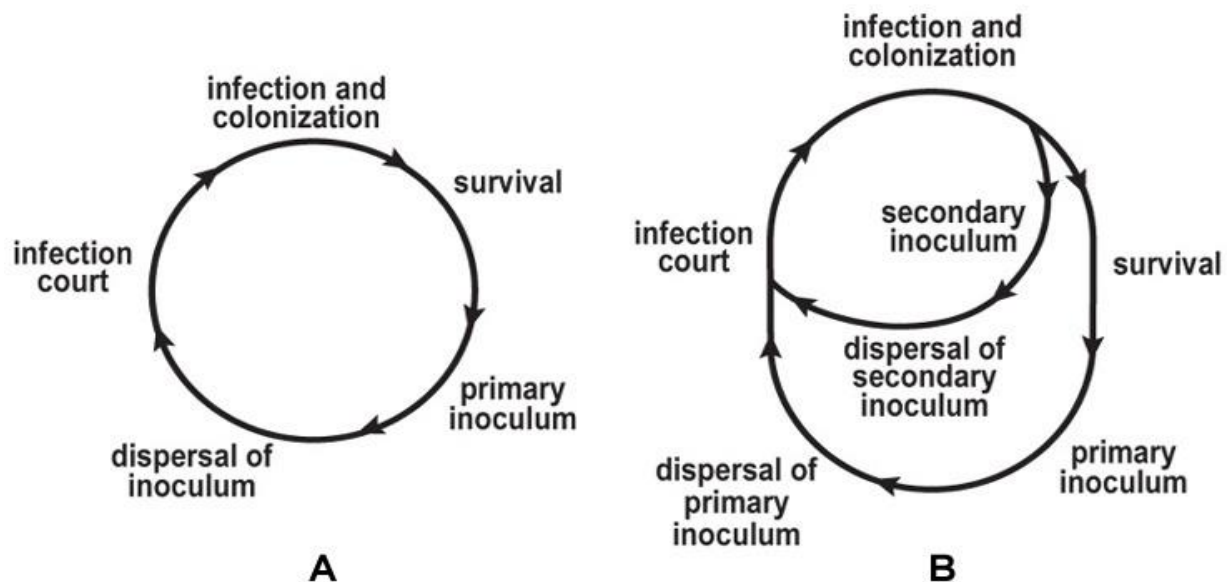 infection and
colonization
survival
infection
court
primary
inoculum
dispersal of
inoculum
A
infection and
colonization
secondary
inoculum
infection
court
survival
dispersal of
secondary
inoculum
primary
inoculum
dispersal of
primary
inoculum
B